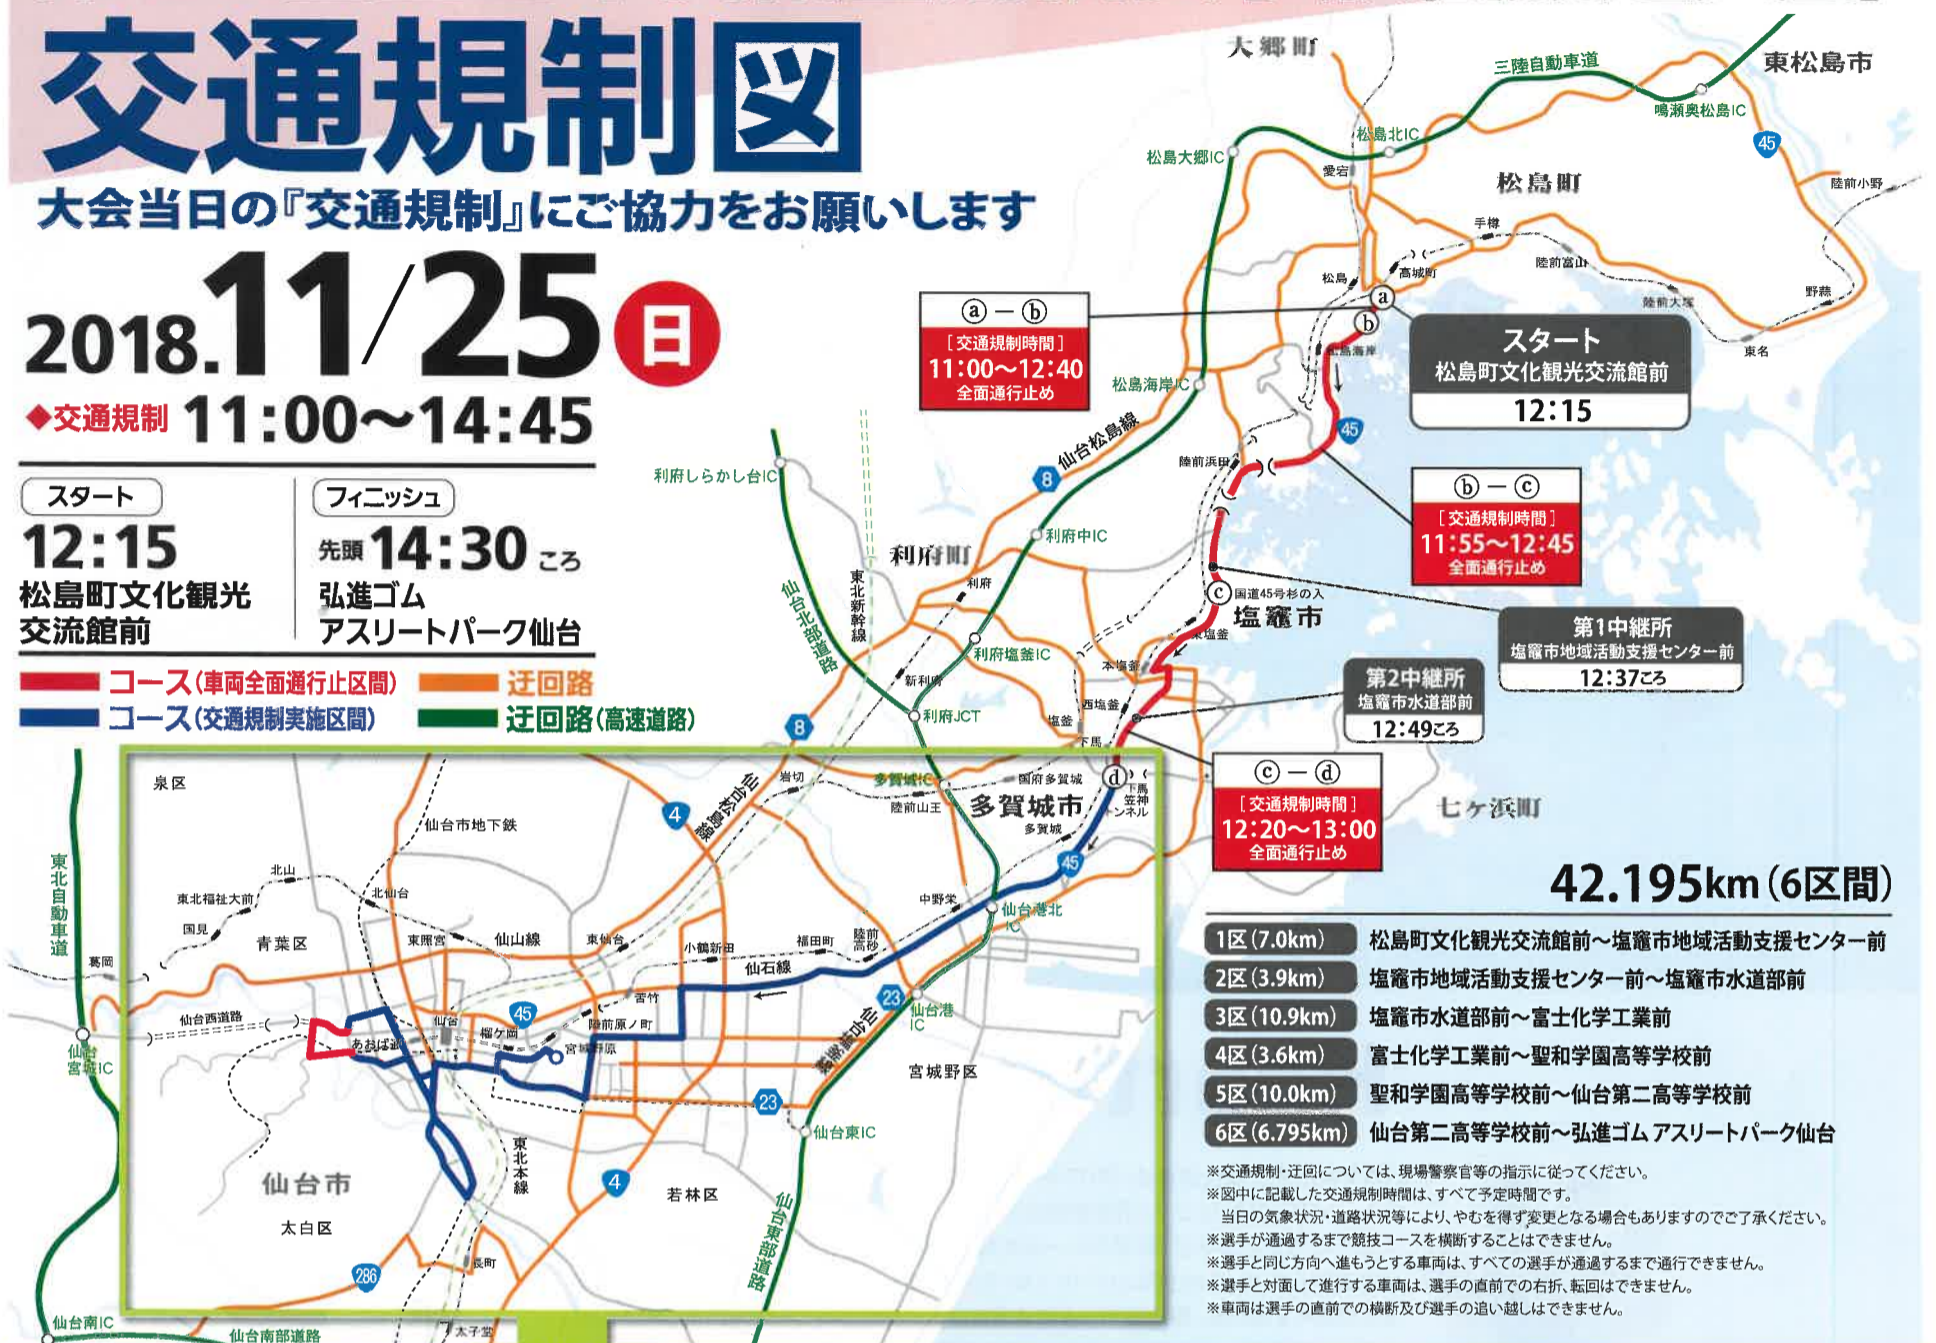 交通規制図
大会当日の『交通規制』にご協力をお願いします
2018.11/25 日
◆交通規制 11:00〜14:45
スタート
12:15
松島町文化観光
交流館前
フィニッシュ
先頭 14:30 ころ
弘進ゴム
アスリートパーク仙台
コース(車両全面通行止区間)
迂回路
コース(交通規制実施区間)
迂回路(高速道路)
大郷町
三陸自動車道
東松島市
鳴瀬奥松島IC
松島北IC
松島大郷IC
45
愛宕
松島町
陸前小野
手樽
陸前富山
高城町
松島
陸前大塚
野蒜
東名
ⓐ
ⓑ
松島海岸
ⓐ − ⓑ
[交通規制時間]
11:00〜12:40
全面通行止め
スタート
松島町文化観光交流館前
12:15
松島海岸IC
仙台松島線
8
45
陸前浜田
ⓑ − ⓒ
[交通規制時間]
11:55〜12:45
全面通行止め
利府しらかし台IC
利府中IC
利府町
利府
東北新幹線
仙台北部道路
ⓒ
国道45号杉の入
塩竈市
東塩釜
第1中継所
塩竈市地域活動支援センター前
12:37ころ
利府塩釜IC
本塩釜
新利府
西塩釜
塩釜
下馬
第2中継所
塩竈市水道部前
12:49ころ
利府JCT
8
ⓒ − ⓓ
[交通規制時間]
12:20〜13:00
全面通行止め
ⓓ
下馬
笠神
トンネル
七ヶ浜町
泉区
岩切
多賀城IC
国府多賀城
陸前山王
多賀城市
多賀城
仙台松島線
4
仙台市地下鉄
45
東北自動車道
北山
東北福祉大前
北仙台
国見
中野栄
仙台港北
IC
青葉区
東照宮
仙山線
東仙台
小鶴新田
福田町
陸前
高砂
葛岡
仙石線
苦竹
23
仙台港
IC
仙台西道路
仙台
45
榴ケ岡
陸前原ノ町
あおば通
宮城野原
仙台
宮城IC
宮城野区
23
仙台東IC
東北本線
仙台市
若林区
4
太白区
仙台東部道路
長町
286
仙台南IC
仙台南部道路
太子堂
42.195km(6区間)
1区(7.0km) 松島町文化観光交流館前〜塩竈市地域活動支援センター前
2区(3.9km) 塩竈市地域活動支援センター前〜塩竈市水道部前
3区(10.9km) 塩竈市水道部前〜富士化学工業前
4区(3.6km) 富士化学工業前〜聖和学園高等学校前
5区(10.0km) 聖和学園高等学校前〜仙台第二高等学校前
6区(6.795km) 仙台第二高等学校前〜弘進ゴム アスリートパーク仙台
※交通規制・迂回については、現場警察官等の指示に従ってください。
※図中に記載した交通規制時間は、すべて予定時間です。
当日の気象状況・道路状況等により、やむを得ず変更となる場合もありますのでご了承ください。
※選手が通過するまで競技コースを横断することはできません。
※選手と同じ方向へ進もうとする車両は、すべての選手が通過するまで通行できません。
※選手と対面して進行する車両は、選手の直前での右折、転回はできません。
※車両は選手の直前での横断及び選手の追い越しはできません。